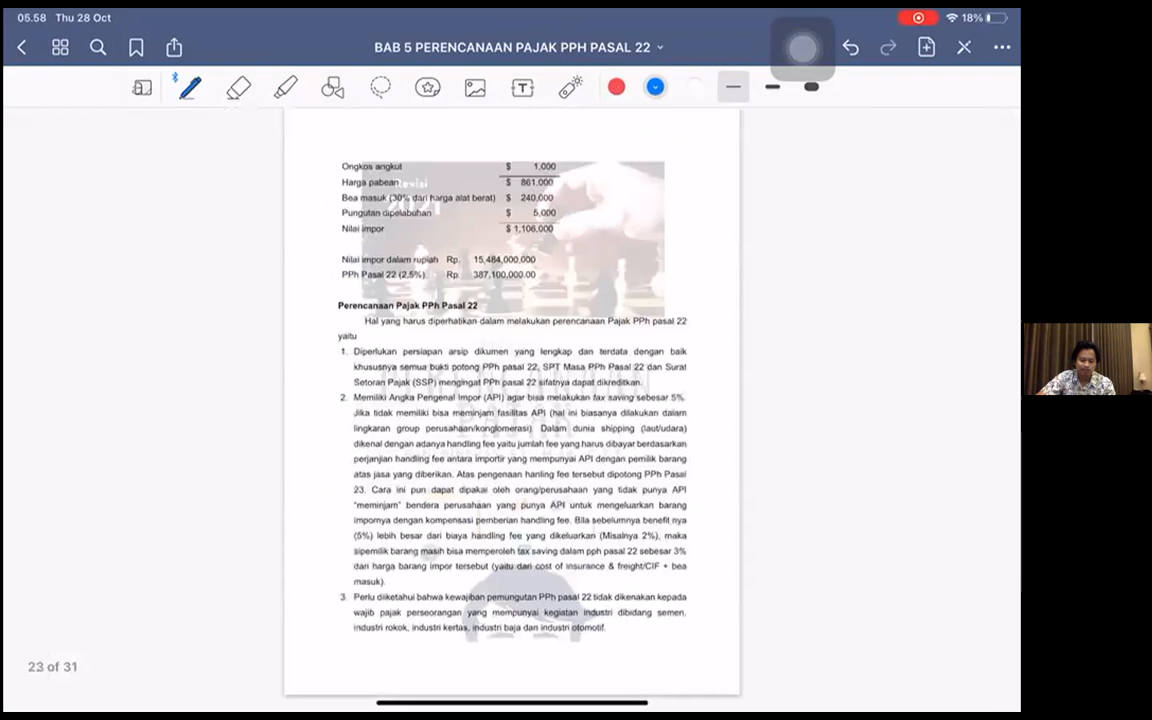 05.58 Thu 28 Oct
18%
BAB 5 PERENCANAAN PAJAK PPH PASAL 22
Ongkos angkut $ 1,000
Harga pabean $ 861,000
Revisi
2021
Bea masuk (30% dari harga alat berat) $ 240,000
Pungutan dipelabuhan $ 5,000
Nilai impor $ 1,106,000
Nilai impor dalam rupiah Rp. 15,484,000,000
PPh Pasal 22 (2,5%) Rp. 387,100,000.00
Perencanaan Pajak PPh Pasal 22
Hal yang harus diperhatikan dalam melakukan perencanaan Pajak PPh pasal 22
yaitu
1. Diperlukan persiapan arsip dikumen yang lengkap dan terdata dengan baik
khususnya semua bukti potong PPh pasal 22, SPT Masa PPh Pasal 22 dan Surat
Setoran Pajak (SSP) mengingat PPh pasal 22 sifatnya dapat dikreditkan.
PERENCANAAN
PAJAK
2. Memiliki Angka Pengenal Impor (API) agar bisa melakukan tax saving sebesar 5%.
Jika tidak memiliki bisa meminjam fasilitas API (hal ini biasanya dilakukan dalam
lingkaran group perusahaan/konglomerasi). Dalam dunia shipping (laut/udara)
dikenal dengan adanya handling fee yaitu jumlah fee yang harus dibayar berdasarkan
perjanjian handling fee antara importir yang mempunyai API dengan pemilik barang
atas jasa yang diberikan. Atas pengenaan hanling fee tersebut dipotong PPh Pasal
23. Cara ini pun dapat dipakai oleh orang/perusahaan yang tidak punya API
"meminjam" bendera perusahaan yang punya API untuk mengeluarkan barang
impornya dengan kompensasi pemberian handling fee. Bila sebelumnya benefit nya
(5%) lebih besar dari biaya handling fee yang dikeluarkan (Misalnya 2%), maka
sipemilik barang masih bisa memperoleh tax saving dalam pph pasal 22 sebesar 3%
dari harga barang impor tersebut (yaitu dari cost of insurance & freight/CIF + bea
masuk).
3. Perlu diiketahui bahwa kewajiban pemungutan PPh pasal 22 tidak dikenakan kepada
wajib pajak perseorangan yang mempunyai kegiatan industri dibidang semen,
industri rokok, industri kertas, industri baja dan industri otomotif.
23 of 31